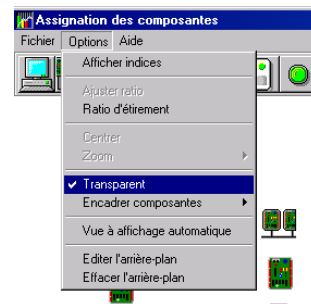 Assignation des composantes
Fichier Options Aide
Afficher indices
Ajuster ratio
Ratio d'étirement
Centrer
Zoom
Transparent
Encadrer composantes
Vue à affichage automatique
Editer l'arrière-plan
Effacer l'arrière-plan